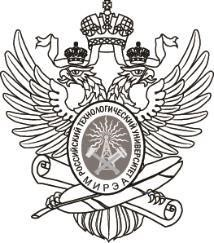 РОССИЙСКИЙ ТЕХНОЛОГИЧЕСКИЙ УНИВЕРСИТЕТ
МИРЭА